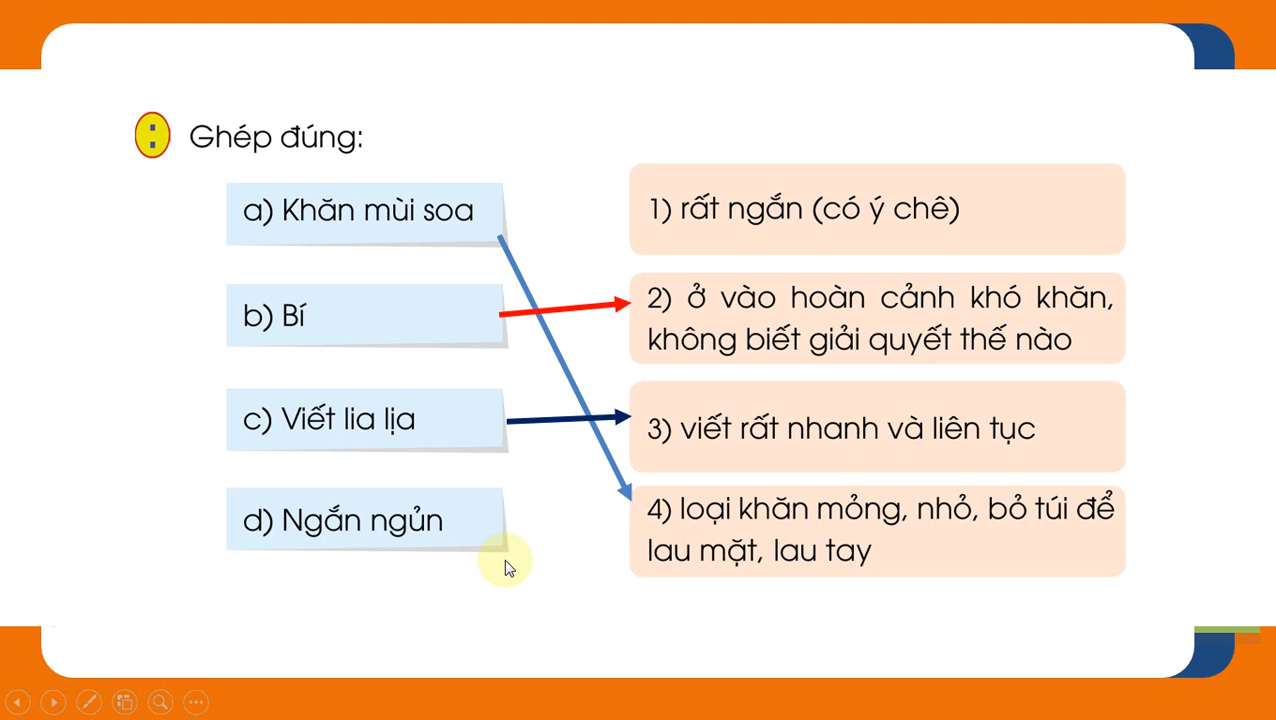 Ghép đúng:
a) Khăn mùi soa
1) rất ngắn (có ý chê)
b) Bí
2) ở vào hoàn cảnh khó khăn,
không biết giải quyết thế nào
c) Viết lia lịa
3) viết rất nhanh và liên tục
d) Ngắn ngủn
4) loại khăn mỏng, nhỏ, bỏ túi để
lau mặt, lau tay